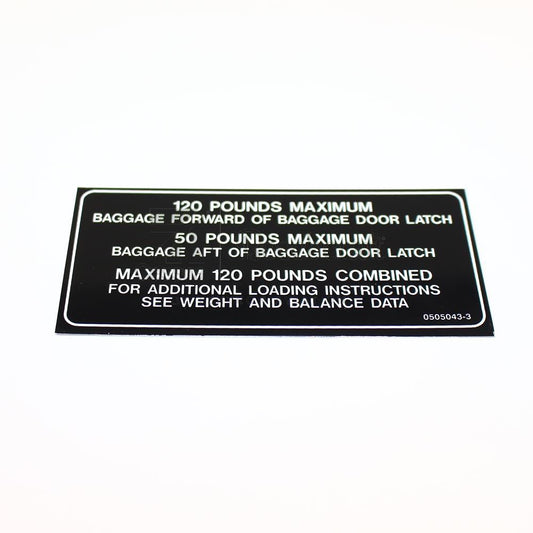 120 POUNDS MAXIMUM
BAGGAGE FORWARD OF BAGGAGE DOOR LATCH
50 POUNDS MAXIMUM
BAGGAGE AFT OF BAGGAGE DOOR LATCH
MAXIMUM 120 POUNDS COMBINED
FOR ADDITIONAL LOADING INSTRUCTIONS
SEE WEIGHT AND BALANCE DATA
0505043-3